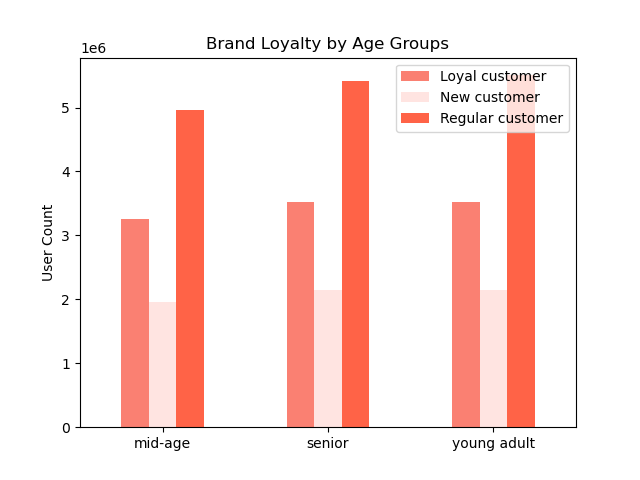 Brand Loyalty by Age Groups
1e6
Loyal customer
New customer
Regular customer
User Count
5
4
3
2
1
0
mid-age
senior
young adult